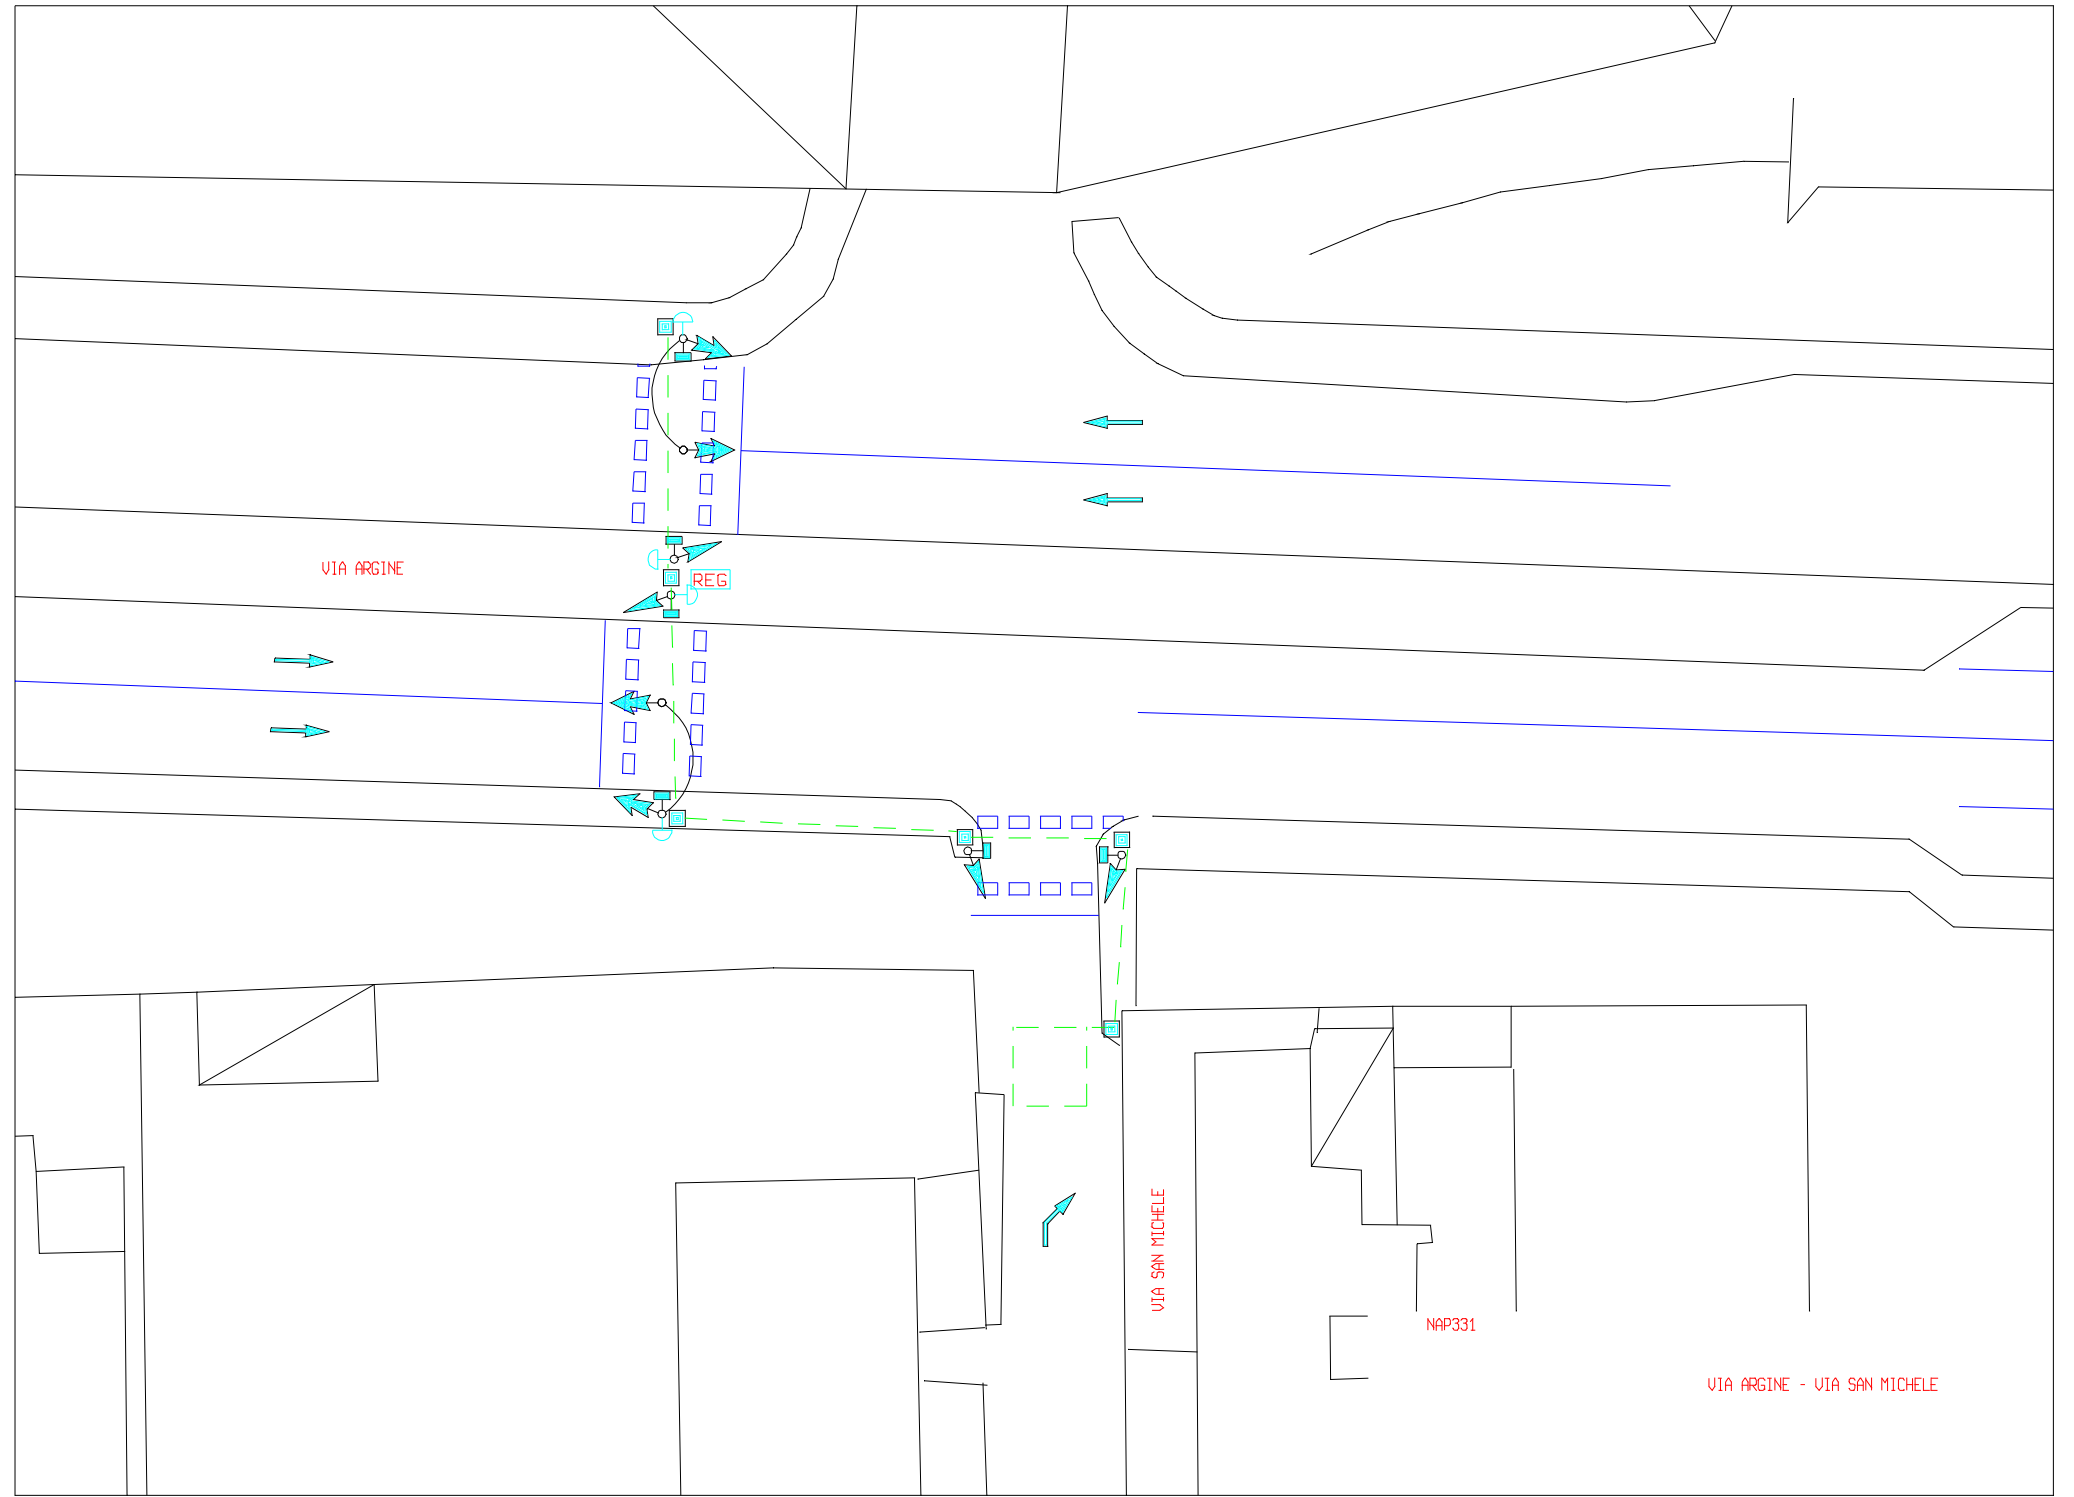 VIA ARGINE
REG
VIA SAN MICHELE
NAP331
VIA ARGINE - VIA SAN MICHELE